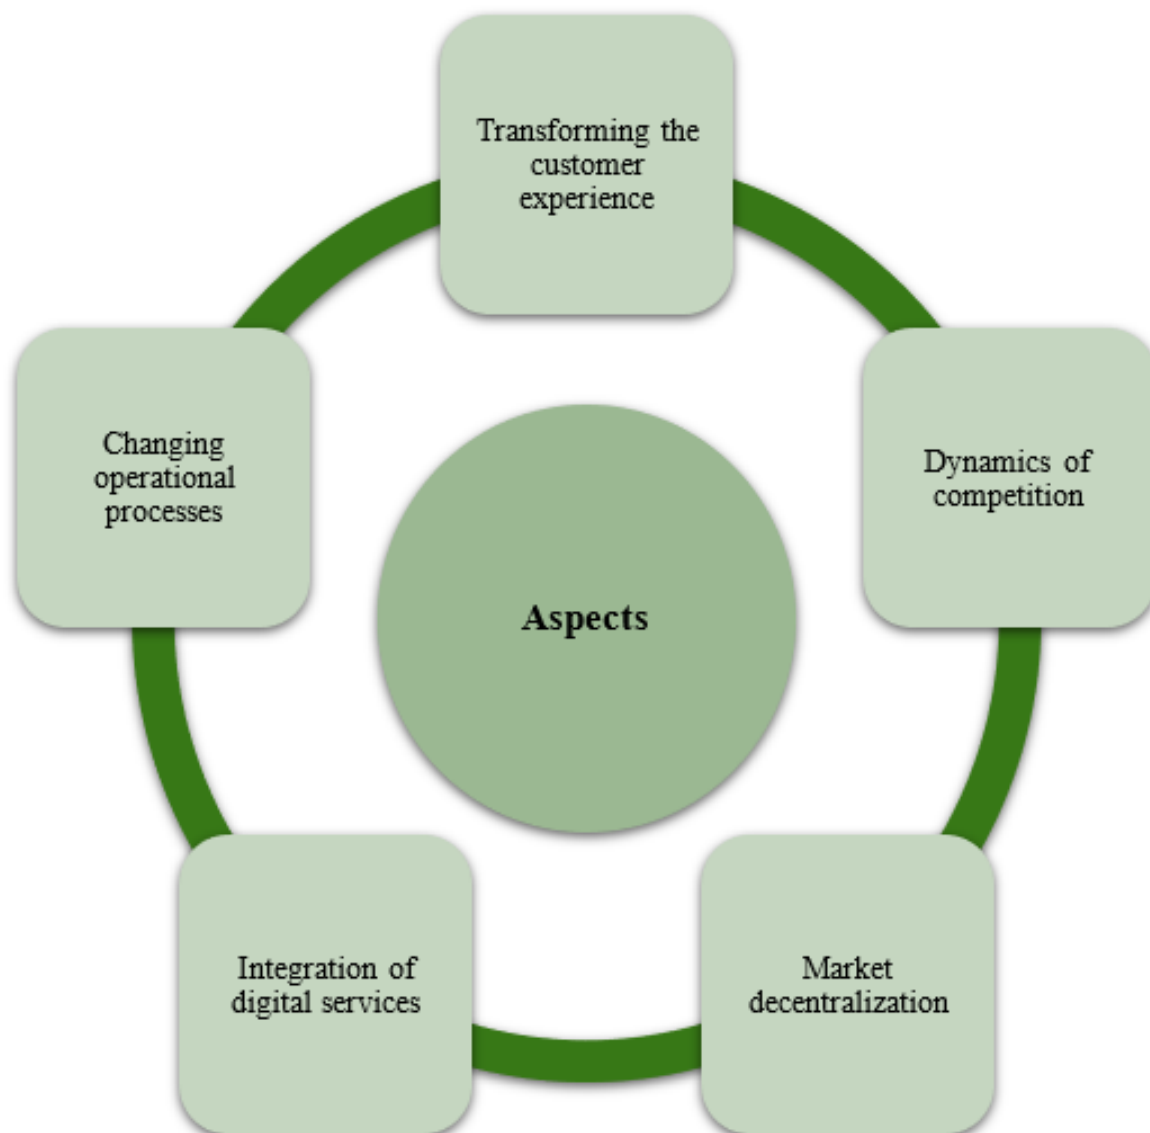 Transforming the
customer
experience
Changing
operational
processes
Dynamics of
competition
Aspects
Integration of
digital services
Market
decentralization